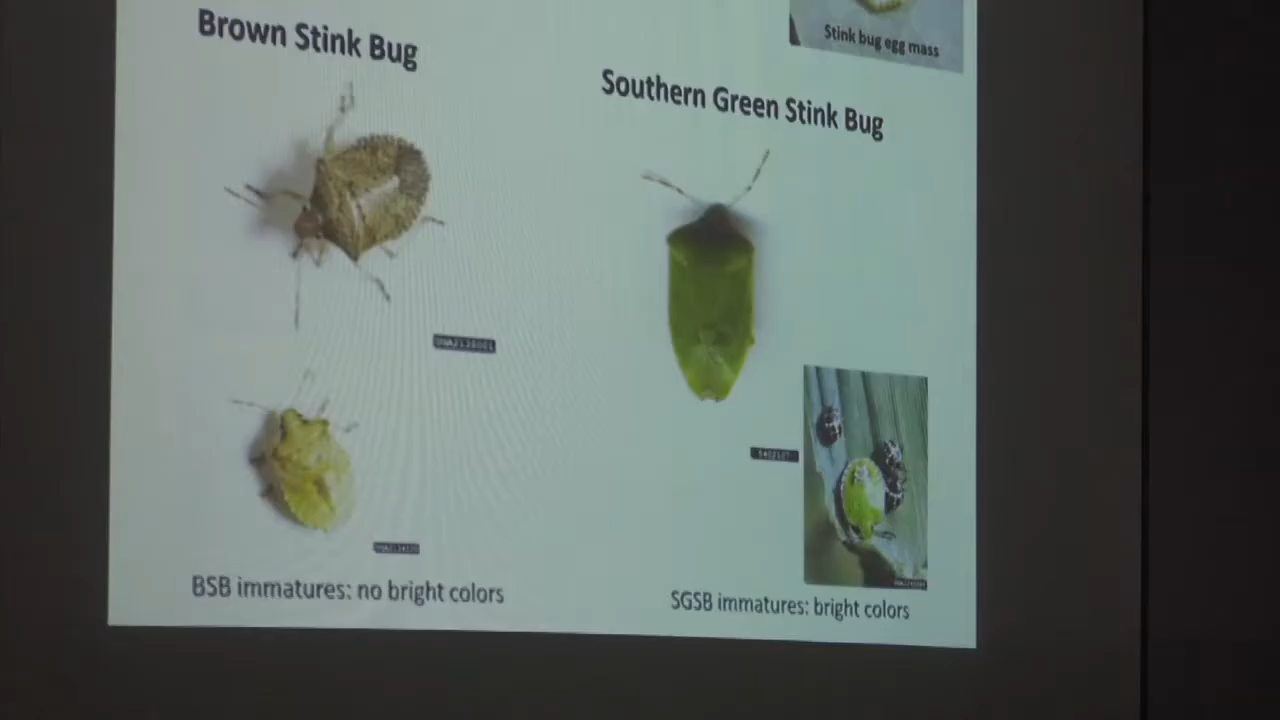 Brown Stink Bug
Stink bug egg mass
Southern Green Stink Bug
BSB immatures: no bright colors
SGSB immatures: bright colors